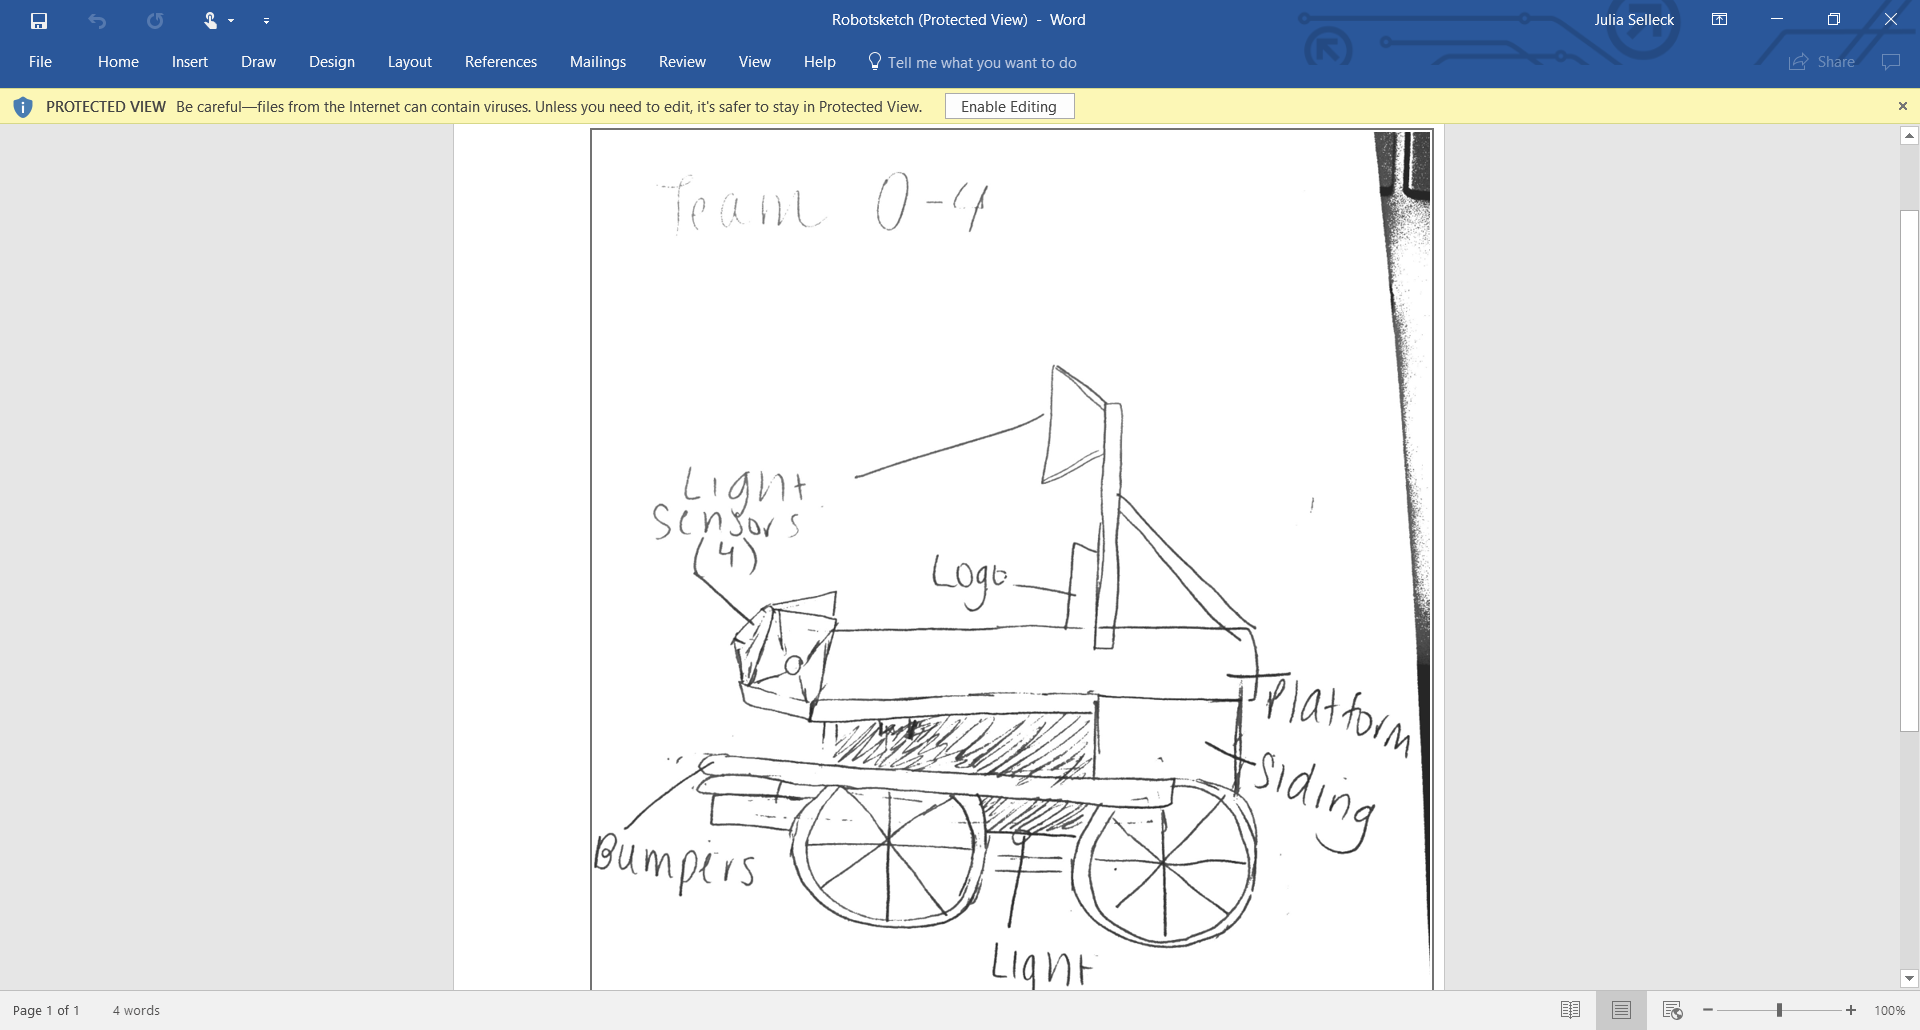 Robotsketch (Protected View) - Word
Julia Selleck
File Home Insert Draw Design Layout References Mailings Review View Help Tell me what you want to do
Share
PROTECTED VIEW Be careful—files from the Internet can contain viruses. Unless you need to edit, it's safer to stay in Protected View. Enable Editing
Team 0-4
Light
Sensors
(4)
Logo
Platform
Siding
Bumpers
Light
Page 1 of 1 4 words
100%